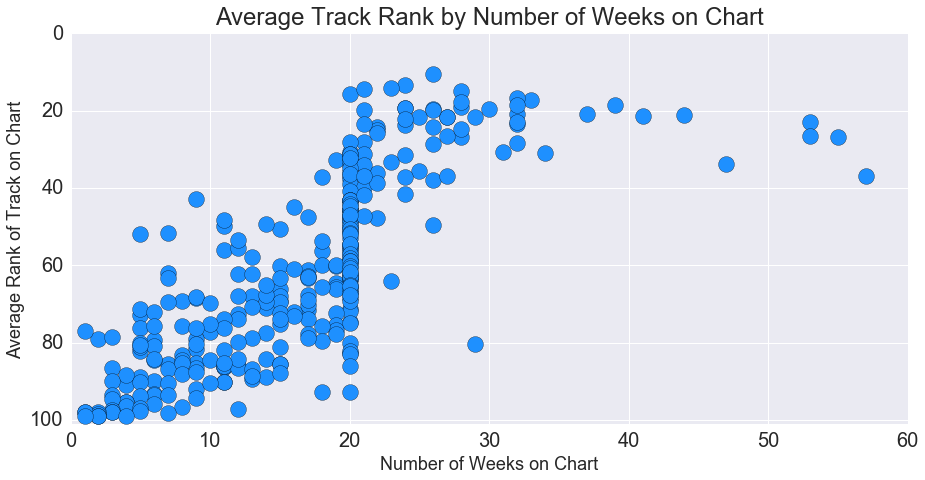 Average Track Rank by Number of Weeks on Chart
Average Rank of Track on Chart
0
20
40
60
80
100
0 10 20 30 40 50 60
Number of Weeks on Chart